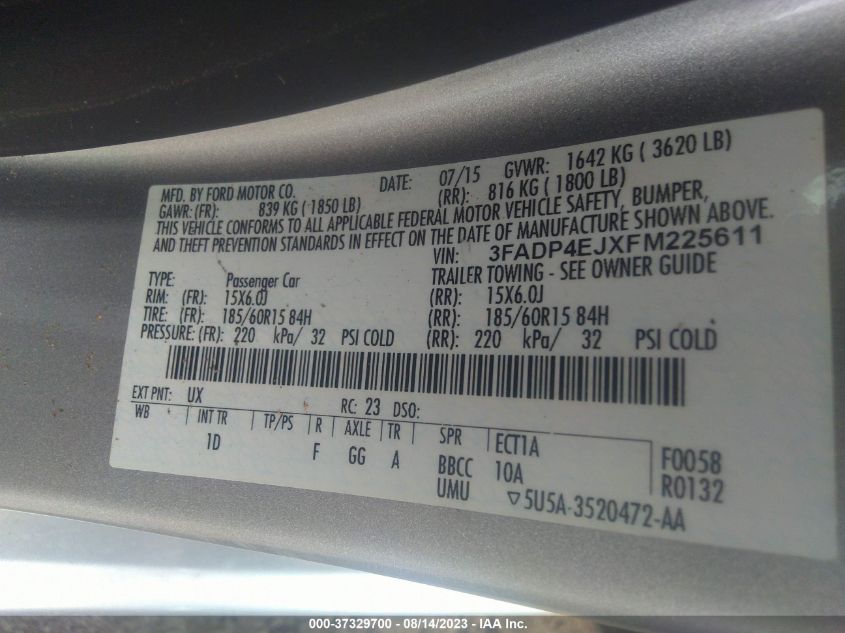 MFD. BY FORD MOTOR CO. DATE: 07/15 GVWR: 1642 KG ( 3620 LB)
GAWR: (FR): 839 KG ( 1850 LB) (RR): 816 KG ( 1800 LB)
THIS VEHICLE CONFORMS TO ALL APPLICABLE FEDERAL MOTOR VEHICLE SAFETY, BUMPER,
AND THEFT PREVENTION STANDARDS IN EFFECT ON THE DATE OF MANUFACTURE SHOWN ABOVE.
VIN: 3FADP4EJXFM225611
TYPE: Passenger Car TRAILER TOWING - SEE OWNER GUIDE
RIM: (FR): 15X6.0J (RR): 15X6.0J
TIRE: (FR): 185/60R15 84H (RR): 185/60R15 84H
PRESSURE: (FR): 220 kPa/ 32 PSI COLD (RR): 220 kPa/ 32 PSI COLD
EXT PNT: UX RC: 23 DSO:
WB INT TR TP/PS R AXLE TR SPR ECT1A F0058
1D F GG A BBCC 10A R0132
UMU ▽5U5A-3520472-AA
000-37329700 - 08/14/2023 - IAA Inc.